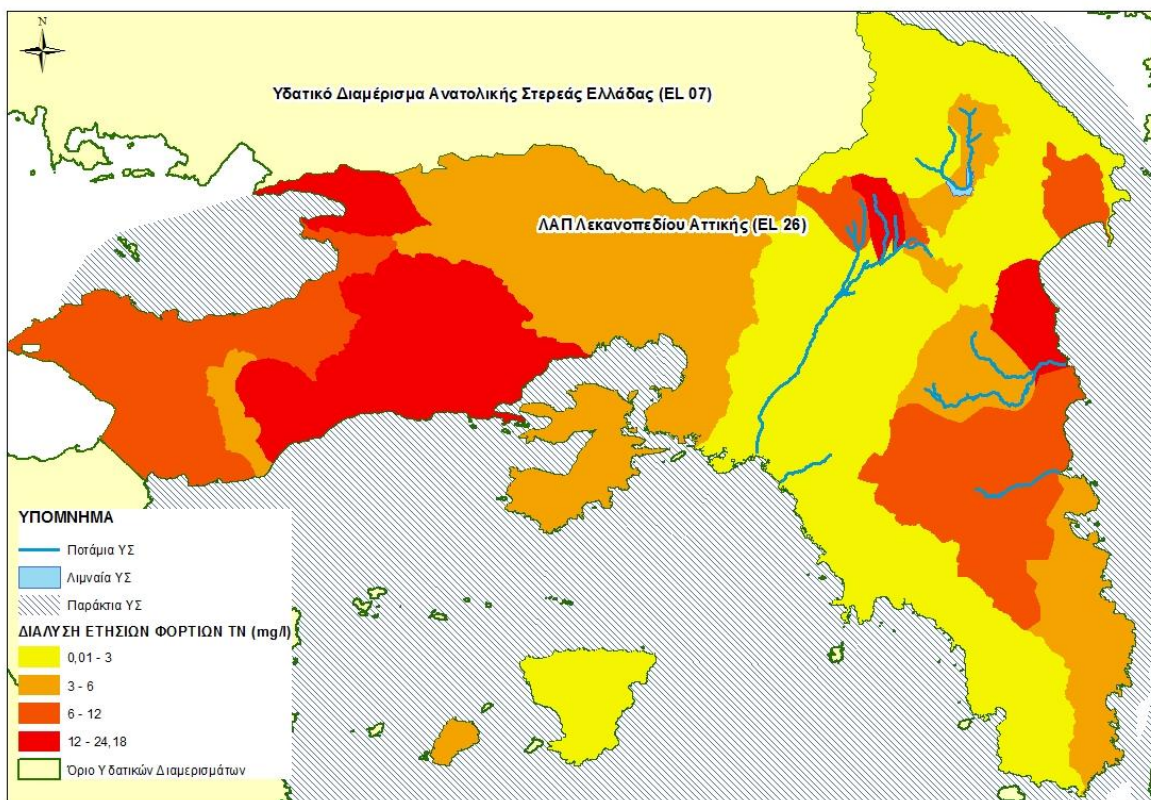 N
Υδατικό Διαμέρισμα Ανατολικής Στερεάς Ελλάδας (EL 07)
ΛΑΠ Λεκανοπεδίου Αττικής (EL 26)
ΥΠΟΜΝΗΜΑ
Ποτάμια ΥΣ
Λιμναία ΥΣ
Παράκτια ΥΣ
ΔΙΑΛΥΣΗ ΕΤΗΣΙΩΝ ΦΟΡΤΙΩΝ ΤΝ (mg/l)
0,01 - 3
3 - 6
6 - 12
12 - 24,18
Όριο Υδατικών Διαμερισμάτων